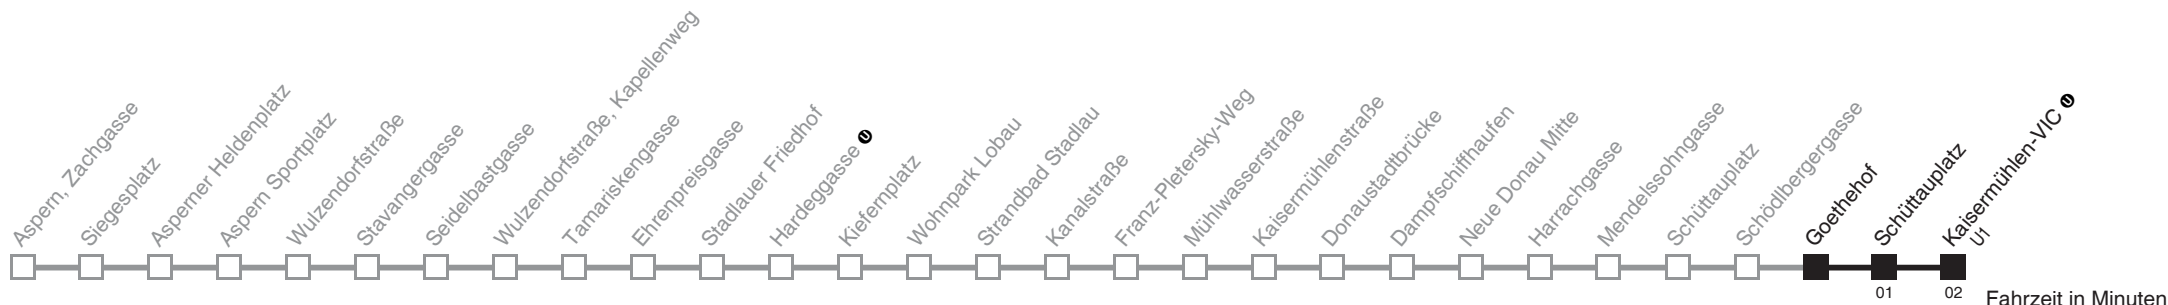 Aspern, Zachgasse
Siegesplatz
Asperner Heldenplatz
Aspern Sportplatz
Wulzendorfstraße
Stavangergasse
Seidelbastgasse
Wulzendorfstraße, Kapellenweg
Tamariskengasse
Ehrenpreisgasse
Stadlauer Friedhof
Hardeggasse U
Kiefernplatz
Wohnpark Lobau
Strandbad Stadlau
Kanalstraße
Franz-Pletersky-Weg
Mühlwasserstraße
Kaisermühlenstraße
Donaustadtbrücke
Dampfschiffhaufen
Neue Donau Mitte
Harrachgasse
Mendelssohngasse
Schüttauplatz
Schödlbergergasse
Goethehof
Schüttauplatz
Kaisermühlen-VIC U
U1
01
02
Fahrzeit in Minuten